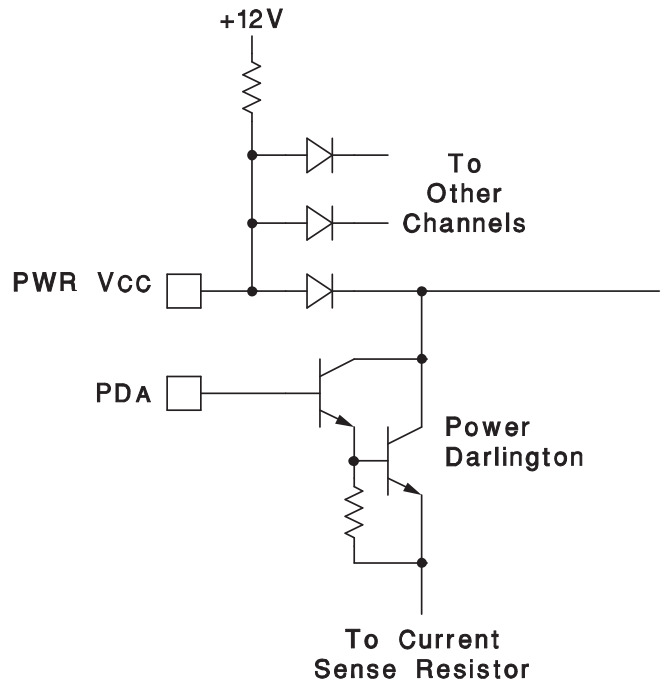 +12V
To
Other
Channels
PWR VCC
PDA
Power
Darlington
To Current
Sense Resistor